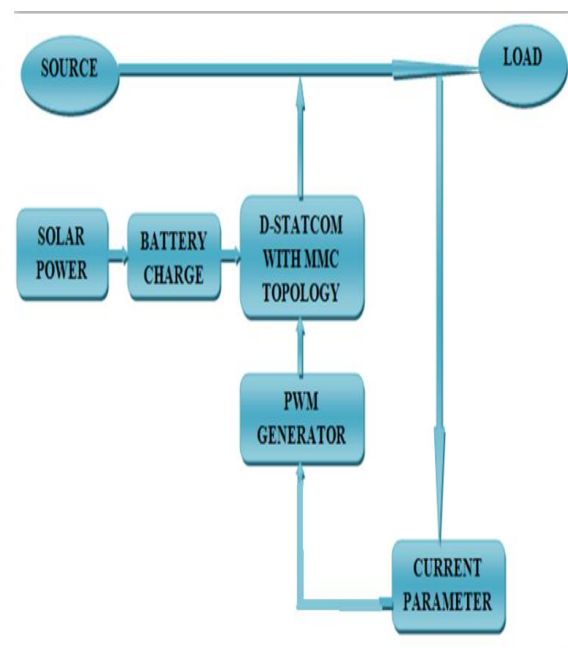 SOURCE
LOAD
SOLAR
POWER
BATTERY
CHARGE
D-STATCOM
WITH MMC
TOPOLOGY
PWM
GENERATOR
CURRENT
PARAMETER